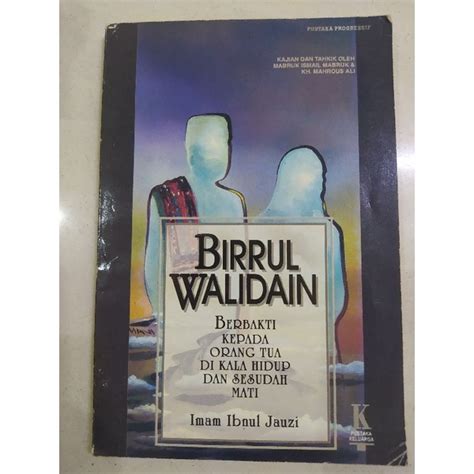 PUSTAKA PROGRESSIF
KAJIAN DAN TAHKIK OLEH
MABRUK ISMAIL MABRUK &
KH. MAHROUS ALI
BIRRUL
WALIDAIN
BERBAKTI
KEPADA
ORANG TUA
DI KALA HIDUP
DAN SESUDAH
MATI
Imam Ibnul Jauzi
K
PUSTAKA
KELUARGA